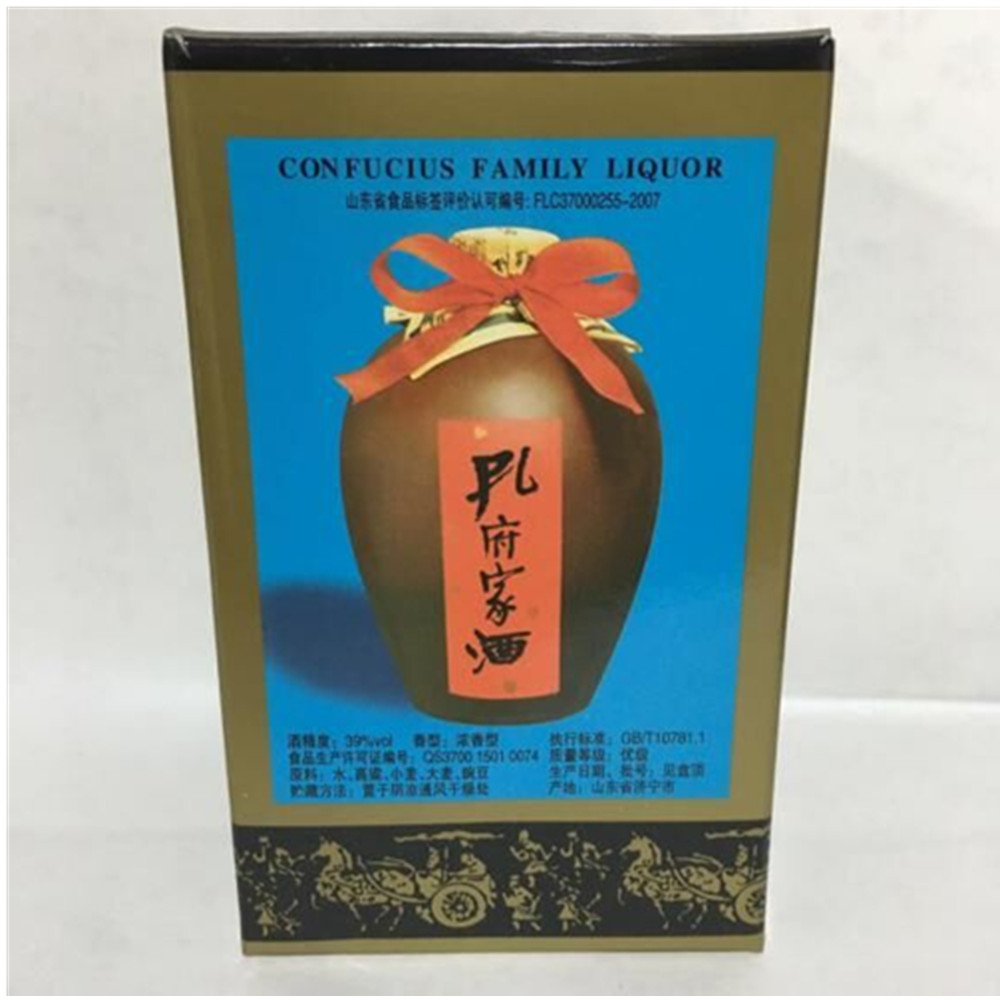 CONFUCIUS FAMILY LIQUOR
山东省食品标签评价认可编号: FLC37000255-2007
孔府家酒
酒精度: 39%vol 香型: 浓香型 执行标准: GB/T10781.1
食品生产许可证编号: QS3700 1501 0074 质量等级: 优级
原料: 水、高粱、小麦、大麦、豌豆 生产日期、批号: 见盒顶
贮藏方法: 置于阴凉通风干燥处 产地: 山东省济宁市